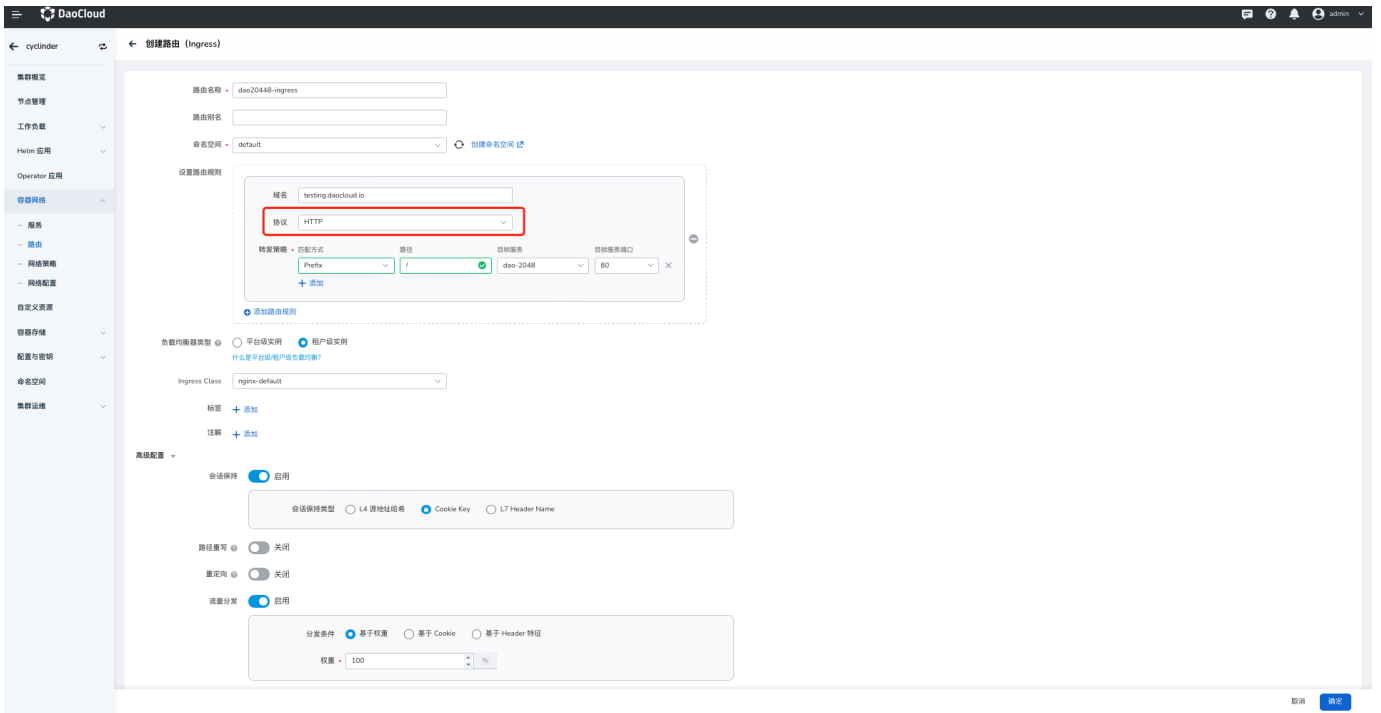 DaoCloud
admin
cyclinder
创建路由（Ingress）
集群概览
节点管理
工作负载
Helm 应用
Operator 应用
容器网络
服务
路由
网络策略
网络配置
自定义资源
容器存储
配置与密钥
命名空间
集群运维
路由名称 • dao20448-ingress
路由别名
命名空间 • default 创建命名空间
设置路由规则
域名 testing.daocloud.io
协议 HTTP
转发策略 • 匹配方式 路径 目标服务 目标服务端口
Prefix / dao-2048 80
添加
添加路由规则
负载均衡器类型 平台级实例 租户级实例
什么是平台级/租户级负载均衡?
Ingress Class nginx-default
标签 添加
注解 添加
高级配置
会话保持 启用
会话保持类型 L4 源地址哈希 Cookie Key L7 Header Name
路径重写 关闭
重定向 关闭
流量分发 启用
分发条件 基于权重 基于 Cookie 基于 Header 特征
权重 • 100 %
取消 确定